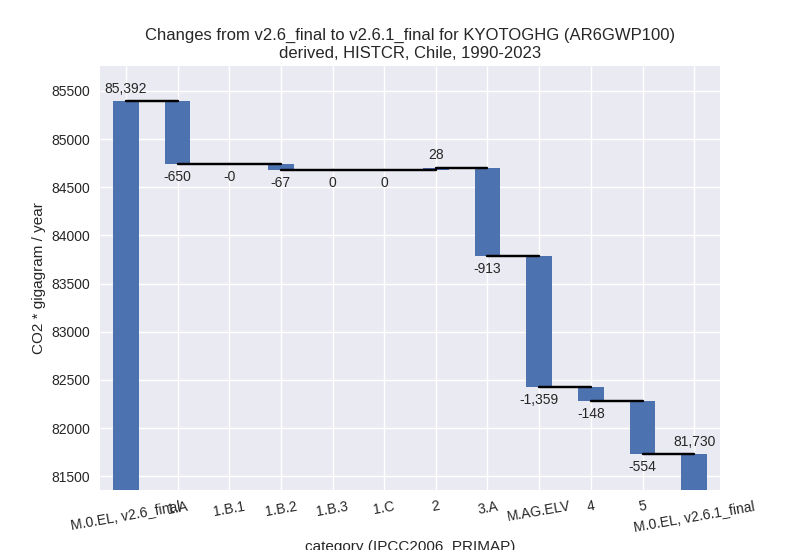 Changes from v2.6_final to v2.6.1_final for KYOTOGHG (AR6GWP100)
derived, HISTCR, Chile, 1990-2023
CO2 * gigagram / year
85500
85000
84500
84000
83500
83000
82500
82000
81500
85,392
-650
-0
-67
0
0
28
-913
-1,359
-148
-554
81,730
M.0.EL, v2.6_final
1.A
1.B.1
1.B.2
1.B.3
1.C
2
3.A
M.AG.ELV
4
5
M.0.EL, v2.6.1_final
category (IPCC2006_PRIMAP)